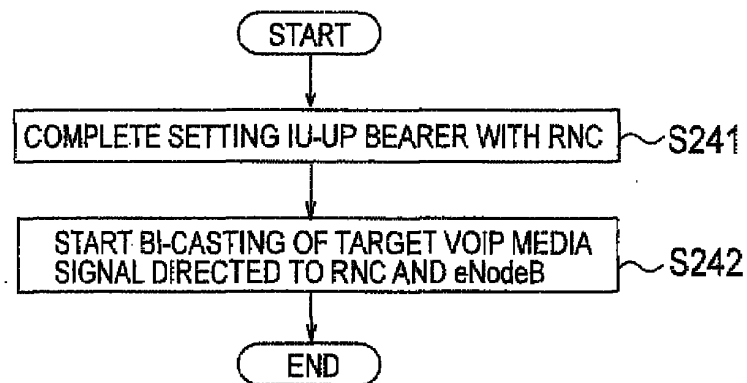 START
COMPLETE SETTING IU-UP BEARER WITH RNC
S241
START BI-CASTING OF TARGET VOIP MEDIA
SIGNAL DIRECTED TO RNC AND eNodeB
S242
END